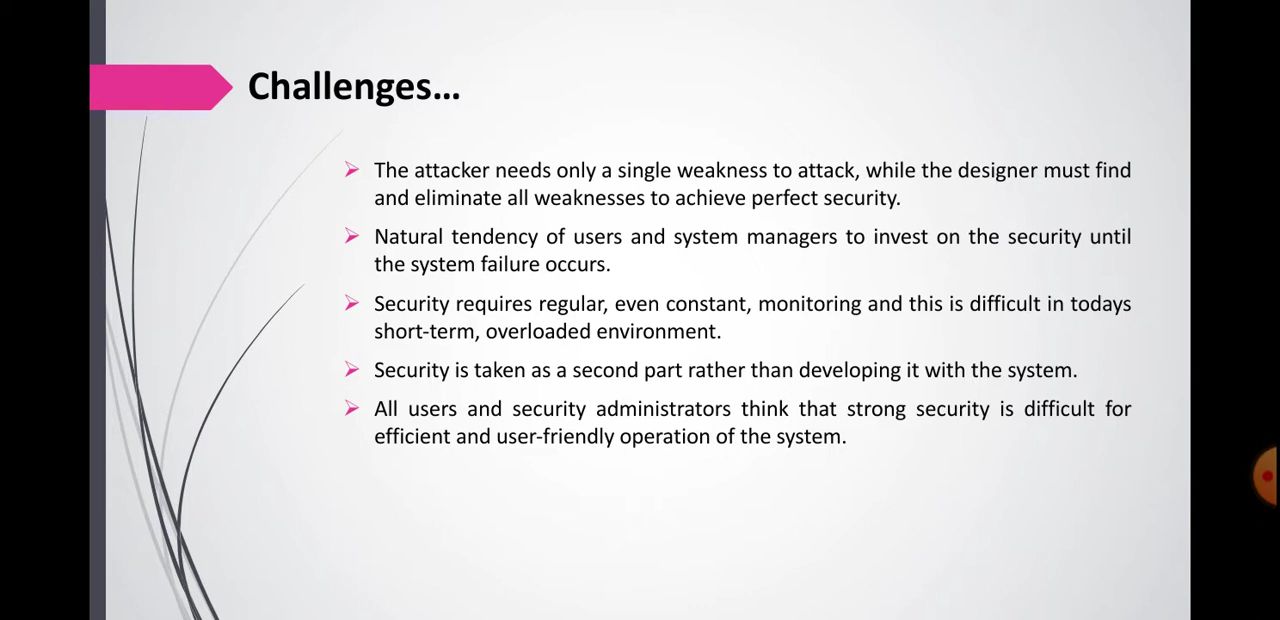 Challenges...
The attacker needs only a single weakness to attack, while the designer must find
and eliminate all weaknesses to achieve perfect security.
Natural tendency of users and system managers to invest on the security until
the system failure occurs.
Security requires regular, even constant, monitoring and this is difficult in todays
short-term, overloaded environment.
Security is taken as a second part rather than developing it with the system.
All users and security administrators think that strong security is difficult for
efficient and user-friendly operation of the system.